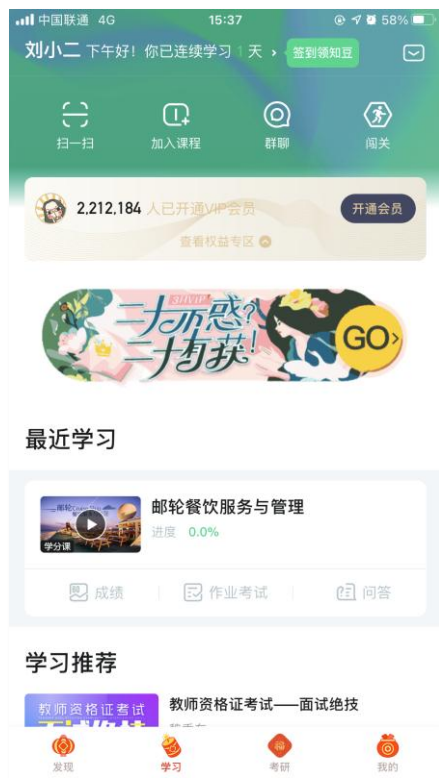 中国联通 4G 15:37 58%
刘小二 下午好！你已连续学习 1 天 › 签到领知豆
扫一扫 加入课程 群聊 闯关
2,212,184 人已开通VIP会员 开通会员
查看权益专区
3月VIP
二十不惑？
二十有获！
GO
最近学习
邮轮餐饮服务与管理
进度 0.0%
学分课
成绩 作业考试 问答
学习推荐
教师资格证考试
教师资格证考试——面试绝技
发现 学习 考研 我的